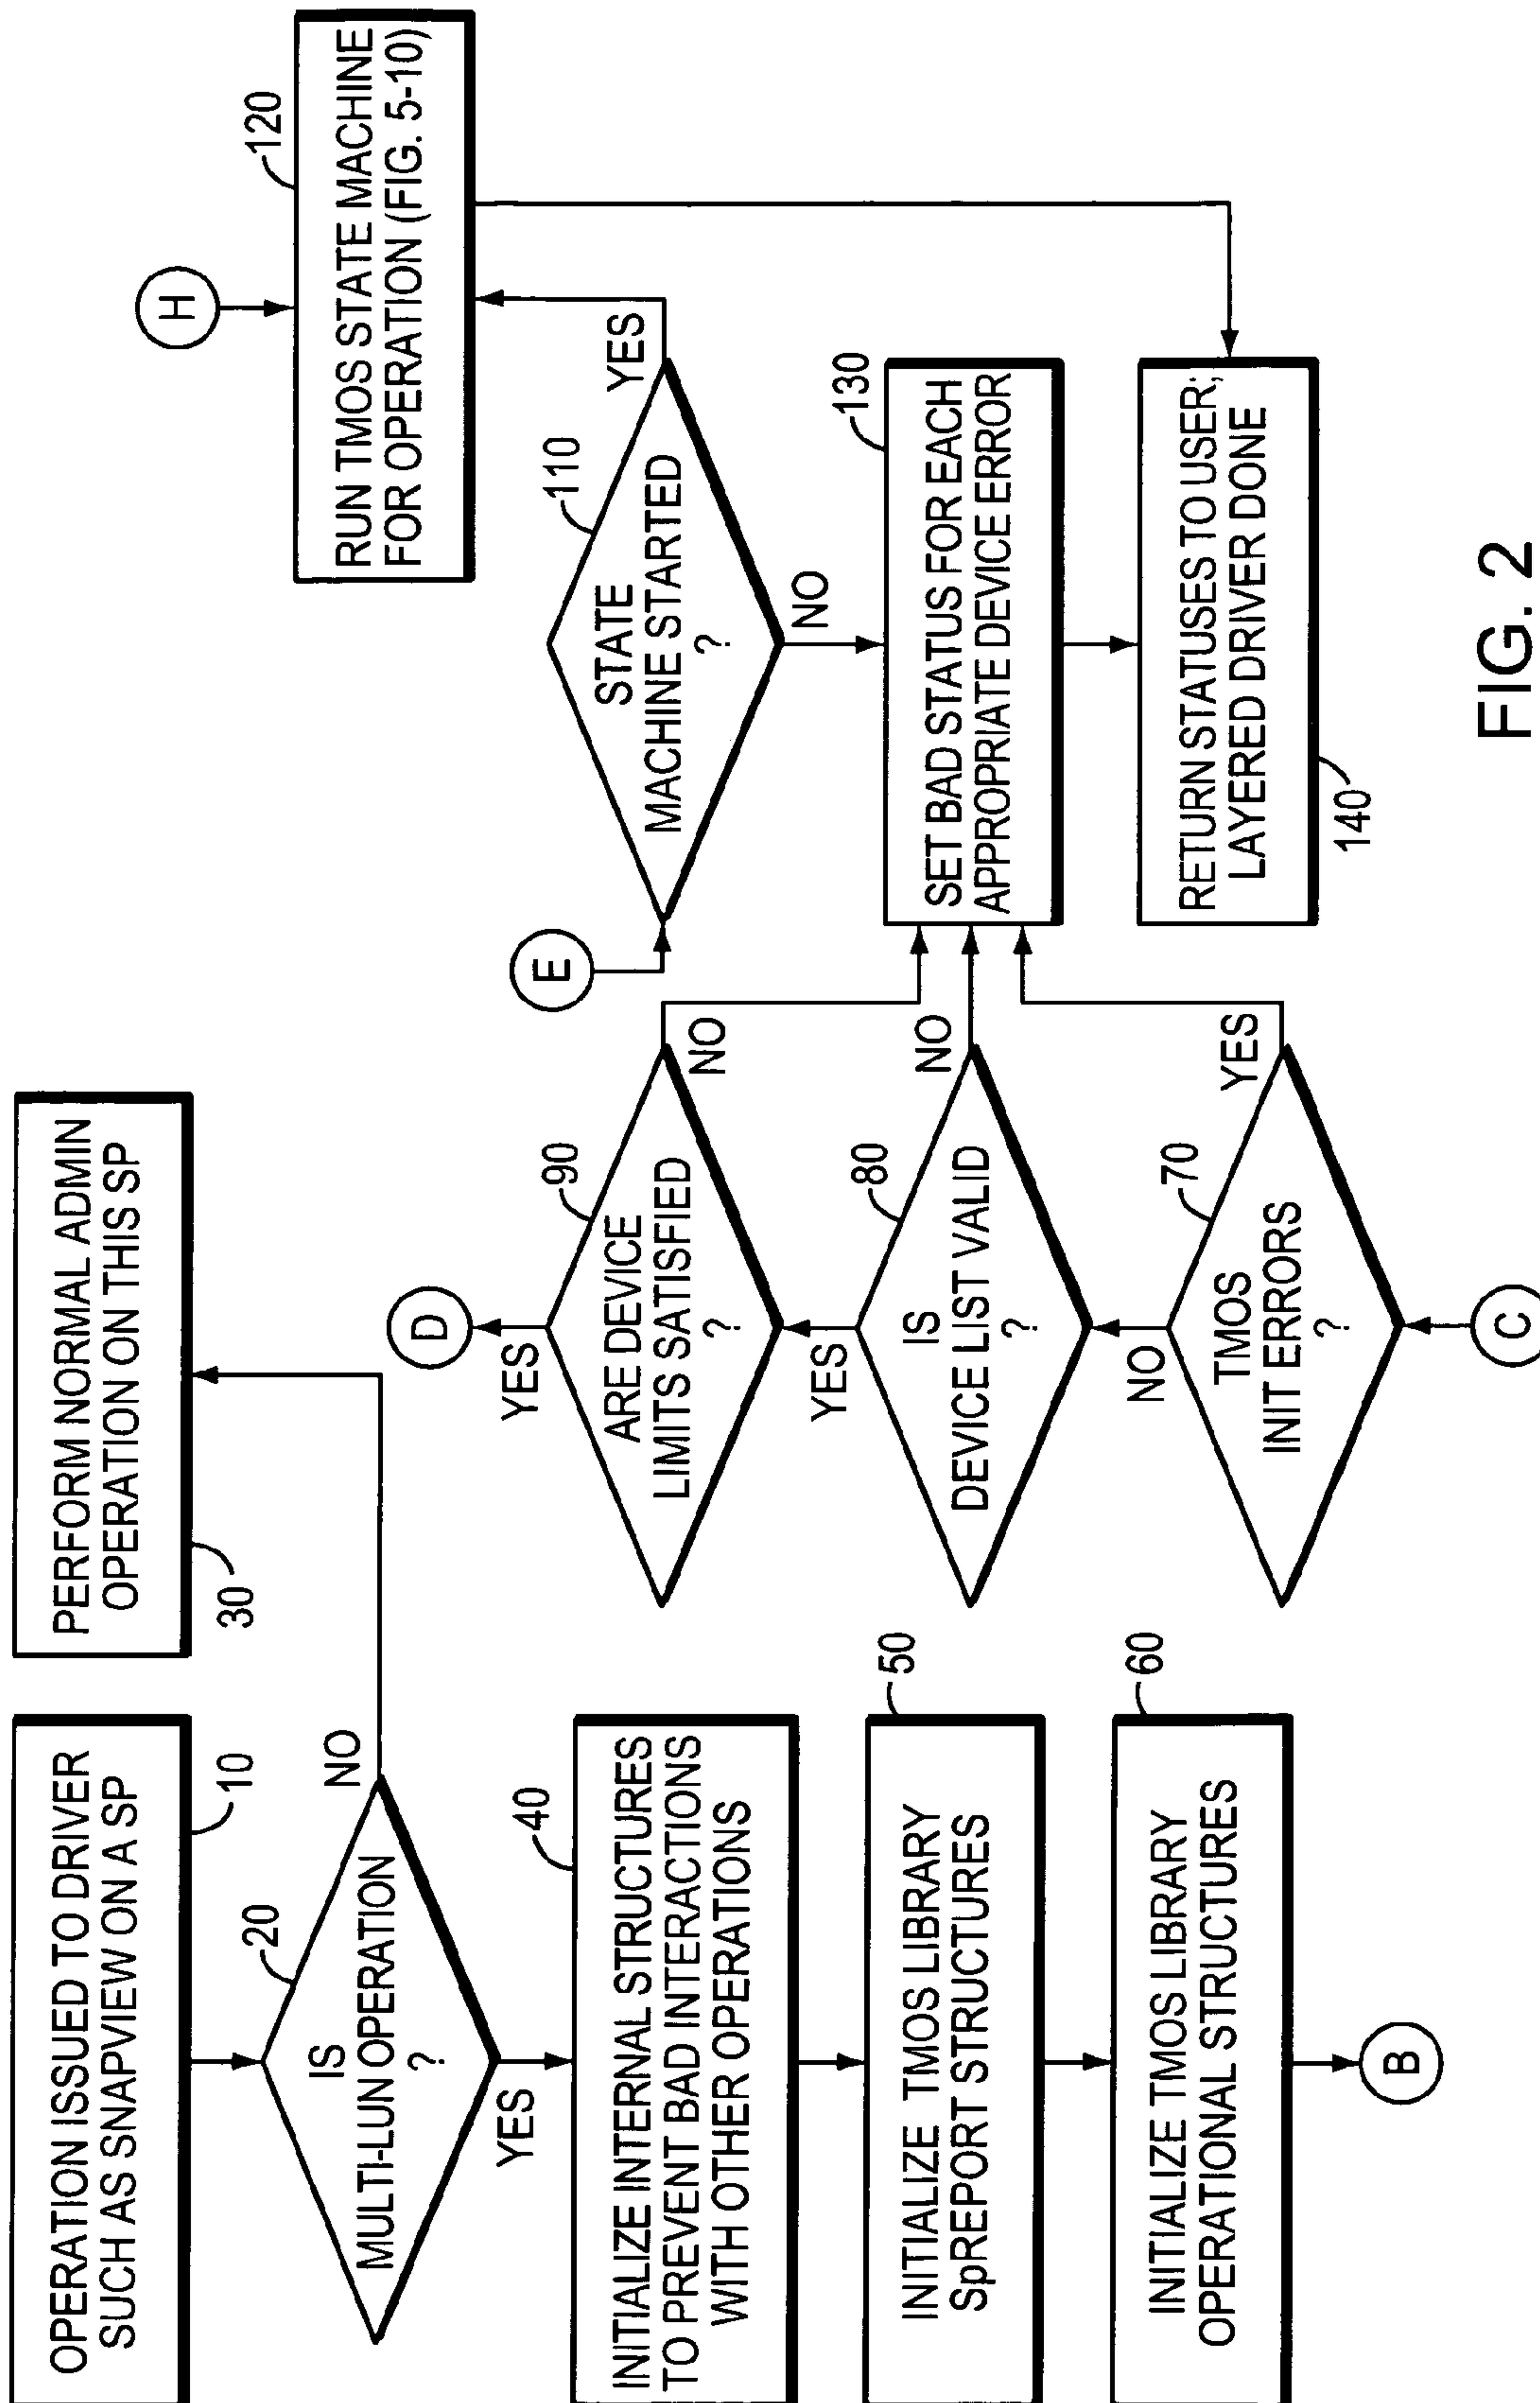 OPERATION ISSUED TO DRIVER
SUCH AS SNAPVIEW ON A SP
10
20
IS
MULTI-LUN OPERATION
?
NO
YES
PERFORM NORMAL ADMIN
OPERATION ON THIS SP
30
40
INITIALIZE INTERNAL STRUCTURES
TO PREVENT BAD INTERACTIONS
WITH OTHER OPERATIONS
50
INITIALIZE TMOS LIBRARY
SpREPORT STRUCTURES
60
INITIALIZE TMOS LIBRARY
OPERATIONAL STRUCTURES
B
D
YES
90
ARE DEVICE
LIMITS SATISFIED
?
NO
YES
80
IS
DEVICE LIST VALID
?
NO
NO
70
TMOS
INIT ERRORS
?
YES
C
H
120
RUN TMOS STATE MACHINE
FOR OPERATION (FIG. 5-10)
E
110
STATE
MACHINE STARTED
?
YES
NO
130
SET BAD STATUS FOR EACH
APPROPRIATE DEVICE ERROR
RETURN STATUSES TO USER;
LAYERED DRIVER DONE
140
FIG. 2